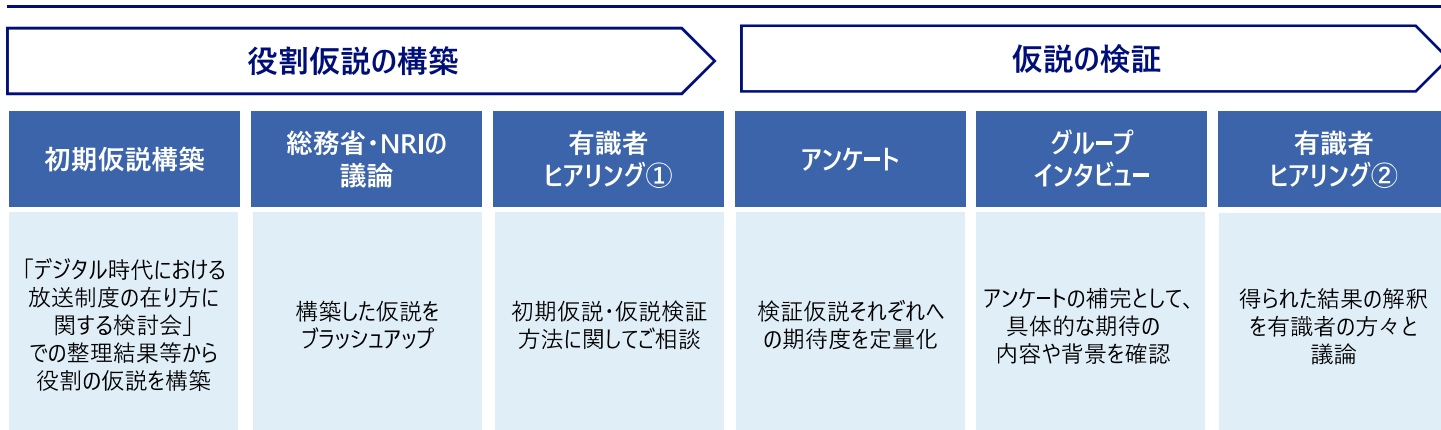 役割仮説の構築
仮説の検証
初期仮説構築
総務省・NRIの
議論
有識者
ヒアリング①
アンケート
グループ
インタビュー
有識者
ヒアリング②
「デジタル時代における
放送制度の在り方に
関する検討会」
での整理結果等から
役割の仮説を構築
構築した仮説を
ブラッシュアップ
初期仮説・仮説検証
方法に関してご相談
検証仮説それぞれへ
の期待度を定量化
アンケートの補完として、
具体的な期待の
内容や背景を確認
得られた結果の解釈
を有識者の方々と
議論